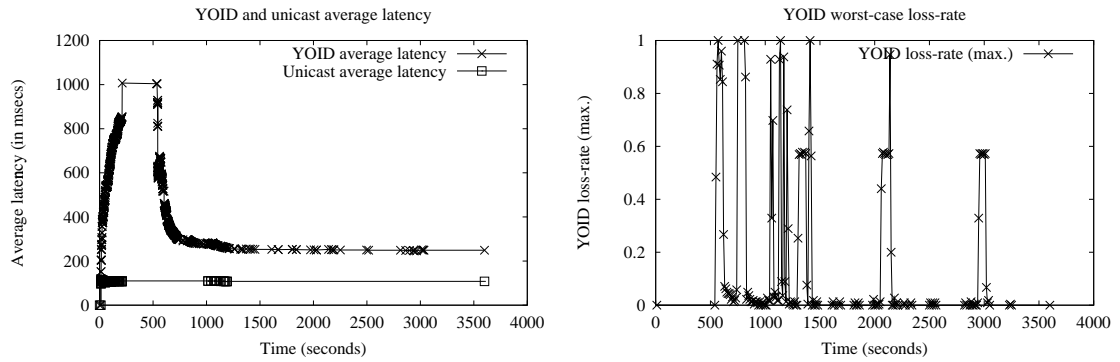 YOID and unicast average latency
1200
1000
800
600
400
200
0
Average latency (in msecs)
YOID average latency
Unicast average latency
0 500 1000 1500 2000 2500 3000 3500 4000
Time (seconds)
YOID worst-case loss-rate
1
0.8
0.6
0.4
0.2
0
YOID loss-rate (max.)
YOID loss-rate (max.)
0 500 1000 1500 2000 2500 3000 3500 4000
Time (seconds)